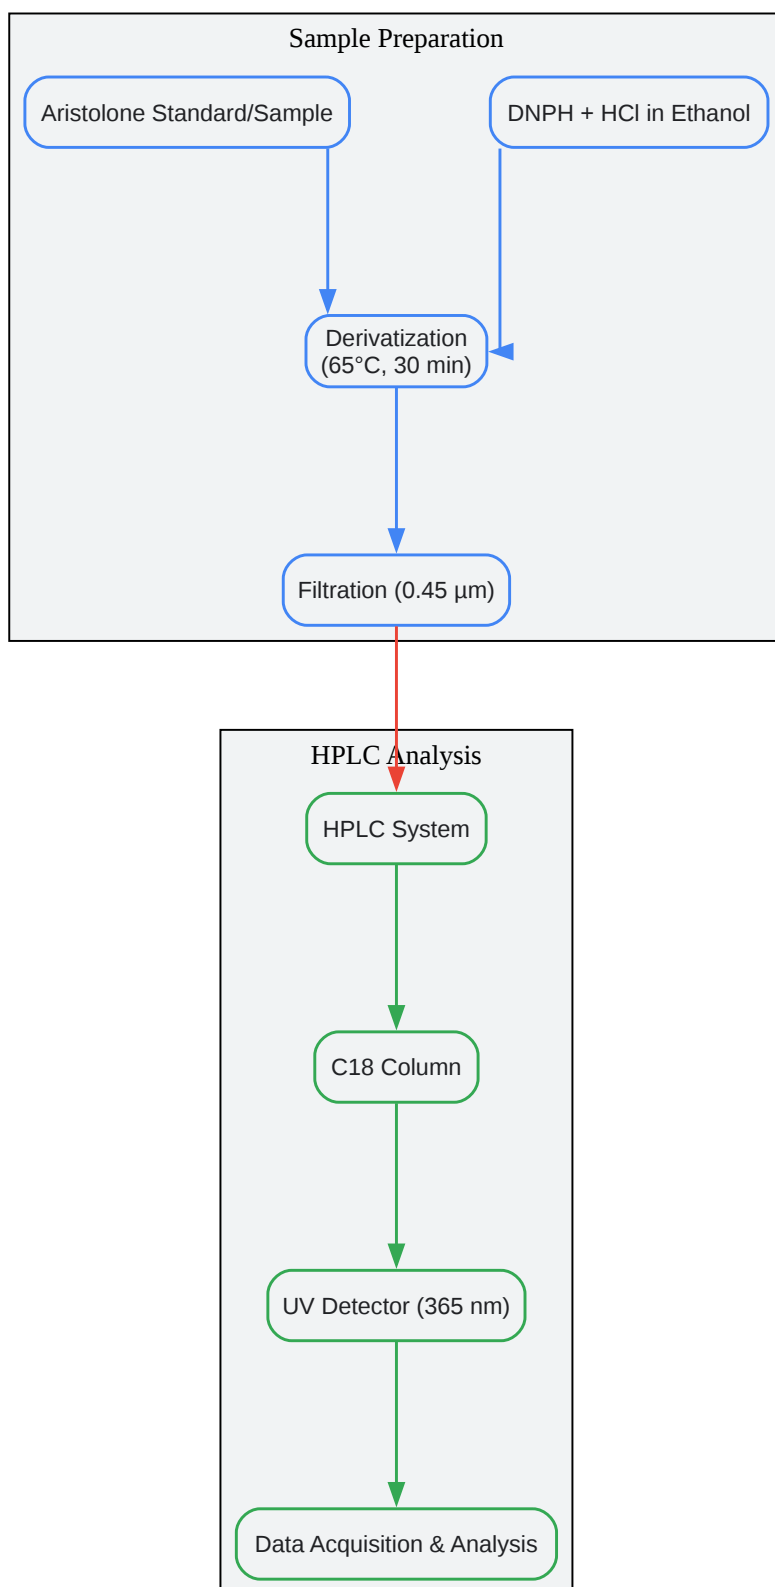 Sample Preparation
Aristolone Standard/Sample
DNPH + HCl in Ethanol
Derivatization
(65°C, 30 min)
Filtration (0.45 µm)
HPLC Analysis
HPLC System
C18 Column
UV Detector (365 nm)
Data Acquisition & Analysis